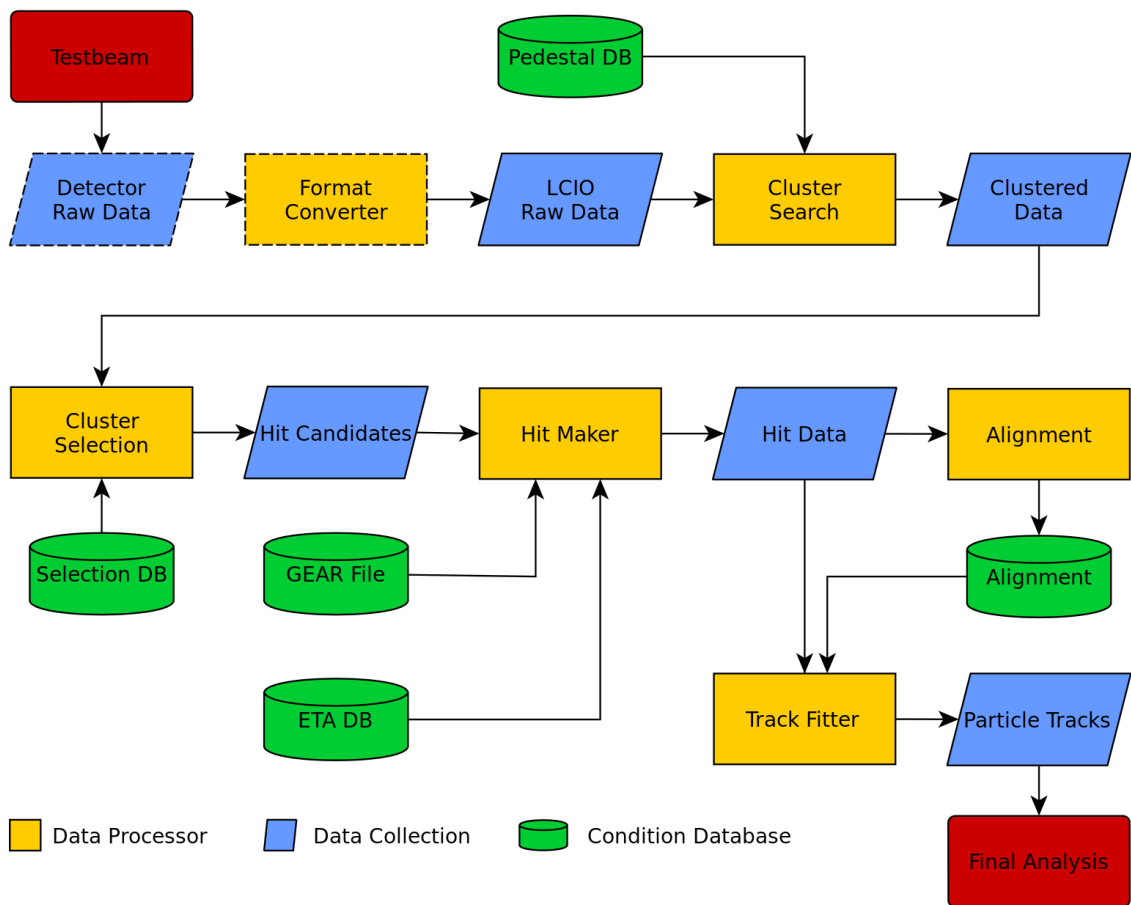 Testbeam
Pedestal DB
Detector
Raw Data
Format
Converter
LCIO
Raw Data
Cluster
Search
Clustered
Data
Cluster
Selection
Hit Candidates
Hit Maker
Hit Data
Alignment
Selection DB
GEAR File
Alignment
ETA DB
Track Fitter
Particle Tracks
Data Processor
Data Collection
Condition Database
Final Analysis